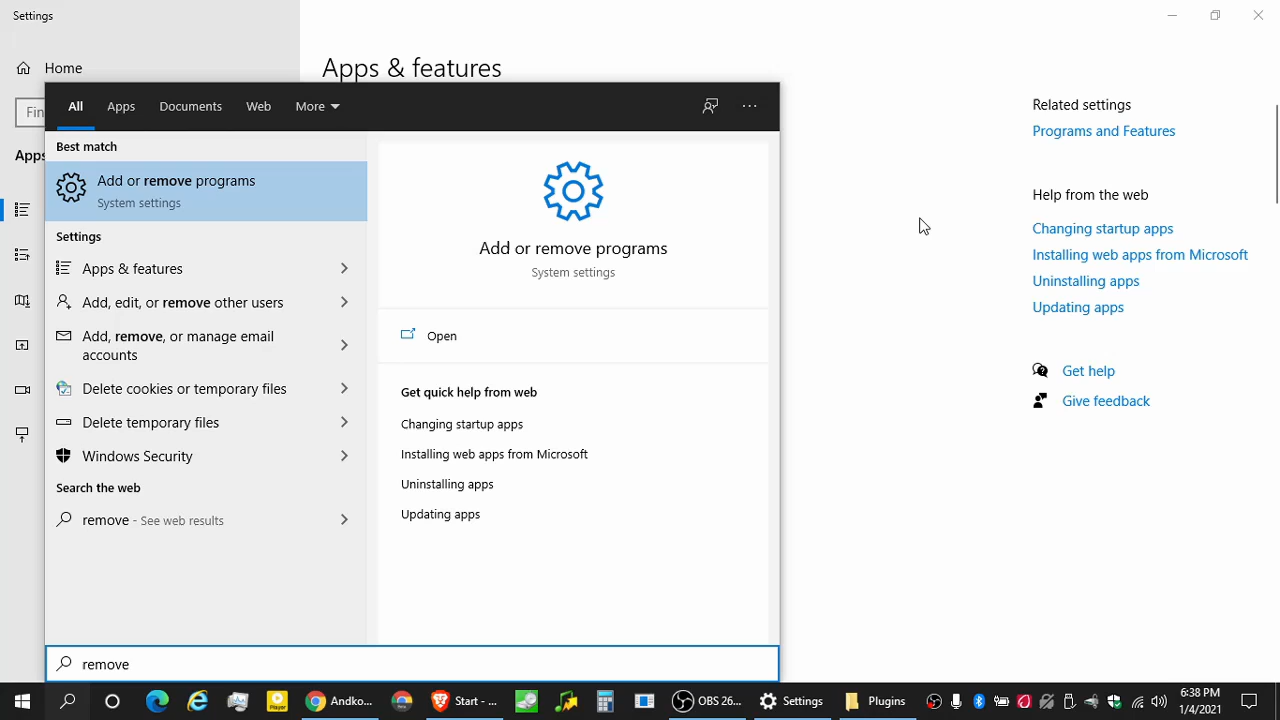 Settings
Home
Apps & features
Fin
Apps
All
Apps
Documents
Web
More
Best match
Add or remove programs
System settings
Settings
Apps & features
Add, edit, or remove other users
Add, remove, or manage email
accounts
Delete cookies or temporary files
Delete temporary files
Windows Security
Search the web
remove - See web results
Add or remove programs
System settings
Open
Get quick help from web
Changing startup apps
Installing web apps from Microsoft
Uninstalling apps
Updating apps
remove
Related settings
Programs and Features
Help from the web
Changing startup apps
Installing web apps from Microsoft
Uninstalling apps
Updating apps
Get help
Give feedback
Player
Andko...
Start - ...
OBS 26...
Settings
Plugins
6:38 PM
1/4/2021